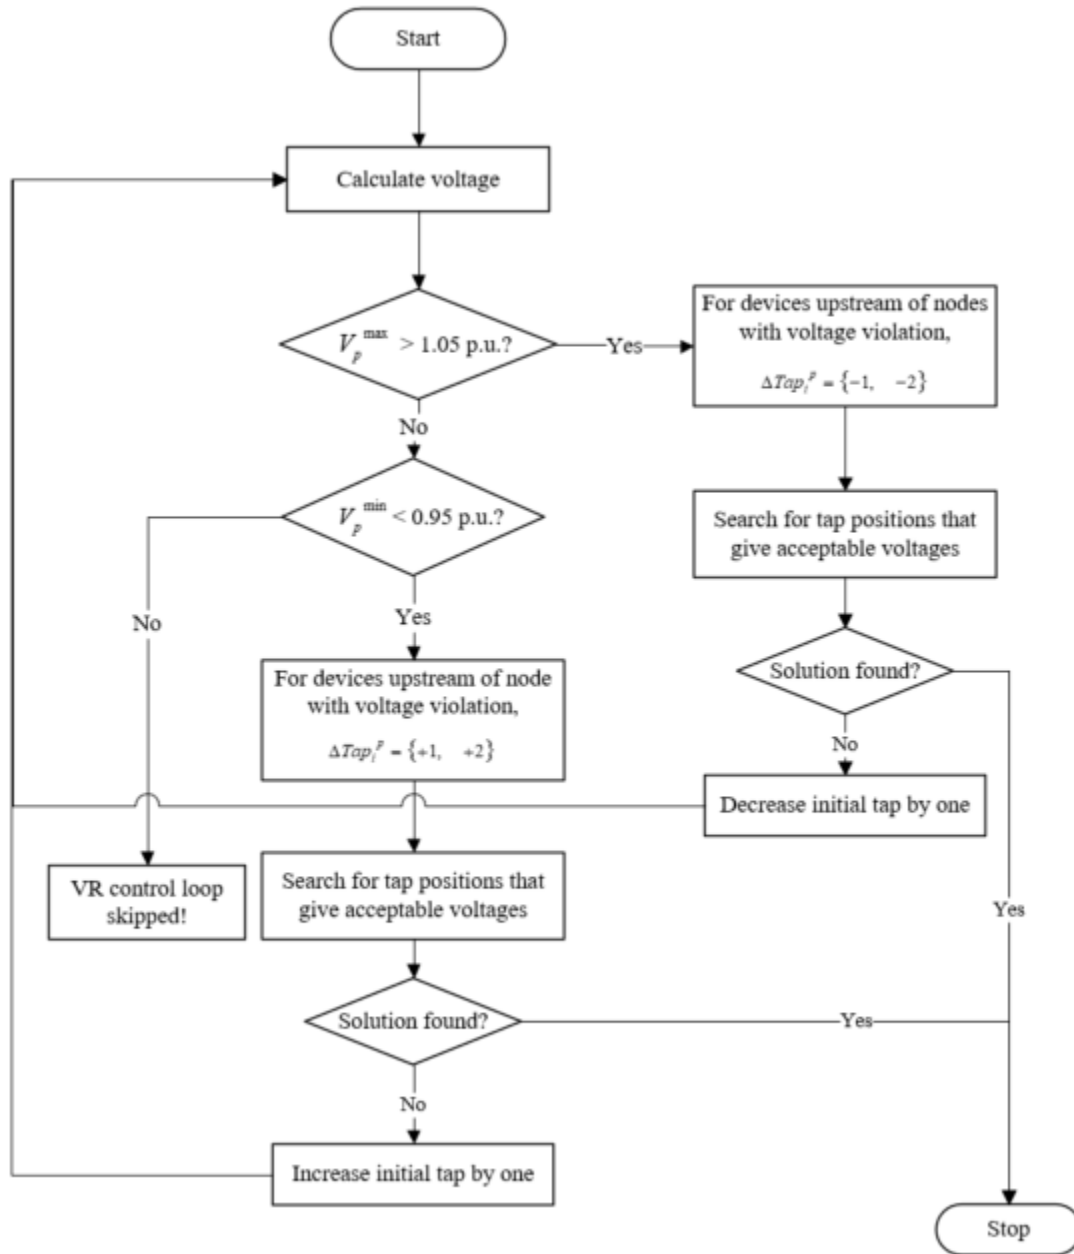 Start
Calculate voltage
V_p^max > 1.05 p.u.?
Yes
For devices upstream of nodes
with voltage violation,
ΔTap_i^p = {−1, −2}
No
V_p^min < 0.95 p.u.?
Search for tap positions that
give acceptable voltages
No
Yes
Solution found?
For devices upstream of node
with voltage violation,
ΔTap_i^p = {+1, +2}
No
Decrease initial tap by one
VR control loop
skipped!
Search for tap positions that
give acceptable voltages
Yes
Solution found?
Yes
No
Increase initial tap by one
Stop